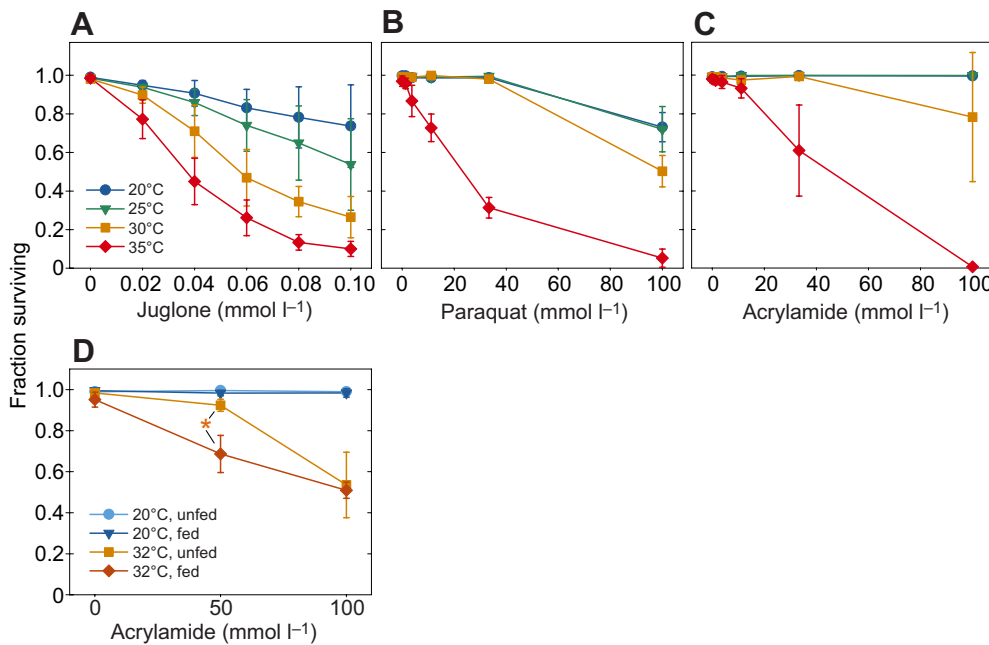 A
B
C
1.0
0.8
0.6
0.4
0.2
0
20°C
25°C
30°C
35°C
0 0.02 0.04 0.06 0.08 0.10
0 20 40 60 80 100
0 20 40 60 80 100
Juglone (mmol l–1)
Paraquat (mmol l–1)
Acrylamide (mmol l–1)
Fraction surviving
D
1.0
0.8
0.6
0.4
0.2
0
*
20°C, unfed
20°C, fed
32°C, unfed
32°C, fed
0 50 100
Acrylamide (mmol l–1)